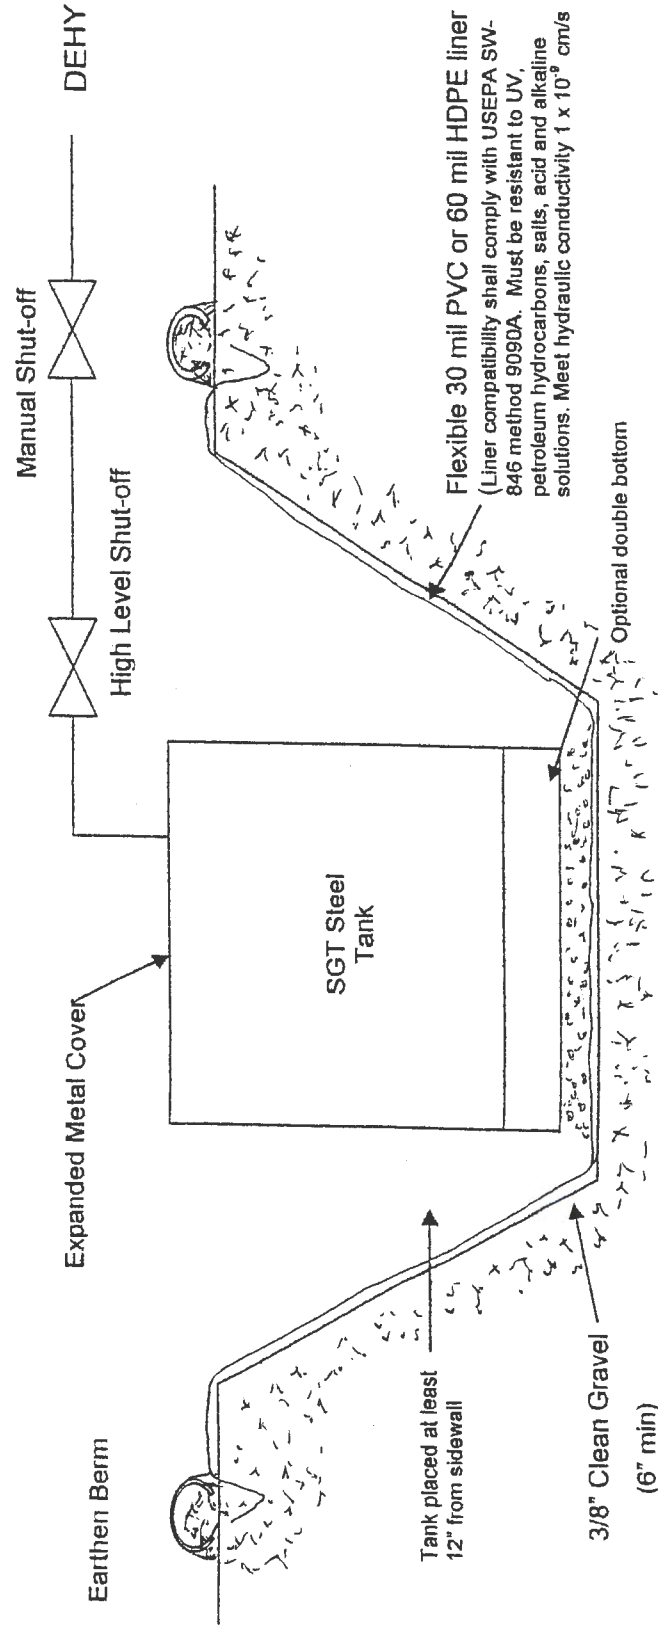 DEHY
Manual Shut-off
High Level Shut-off
Expanded Metal Cover
Earthen Berm
SGT Steel
Tank
Flexible 30 mil PVC or 60 mil HDPE liner
(Liner compatibility shall comply with USEPA SW-
846 method 9090A. Must be resistant to UV,
petroleum hydrocarbons, salts, acid and alkaline
solutions. Meet hydraulic conductivity 1 x 10⁻⁹ cm/s
Optional double bottom
Tank placed at least
12" from sidewall
3/8" Clean Gravel
(6" min)